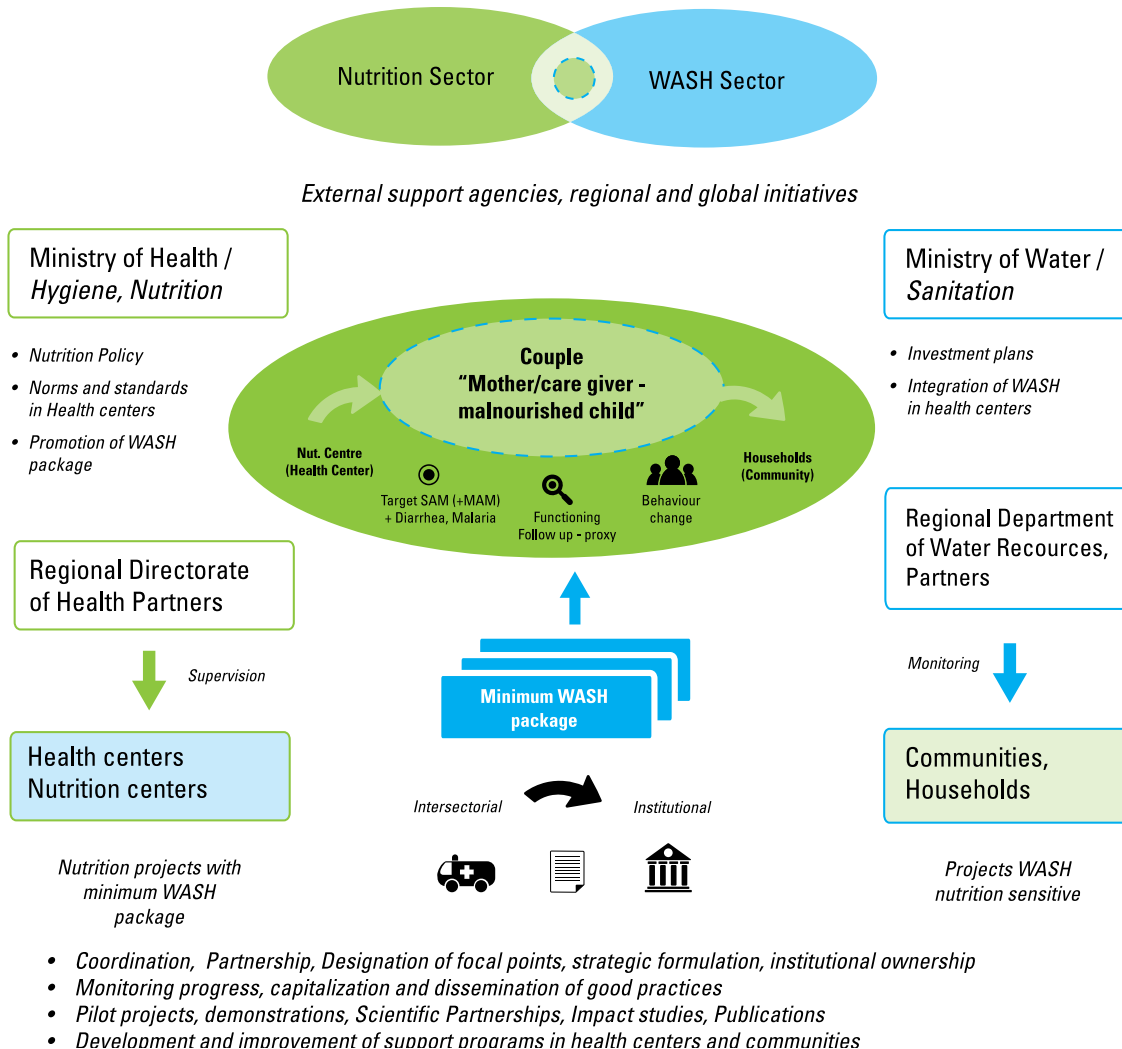 Nutrition Sector
WASH Sector
External support agencies, regional and global initiatives
Ministry of Health /
Hygiene, Nutrition
• Nutrition Policy
• Norms and standards
in Health centers
• Promotion of WASH
package
Ministry of Water /
Sanitation
• Investment plans
• Integration of WASH
in health centers
Couple
“Mother/care giver -
malnourished child”
Nut. Centre
(Health Center)
Target SAM (+MAM)
+ Diarrhea, Malaria
Functioning
Follow up - proxy
Behaviour
change
Households
(Community)
Regional Directorate
of Health Partners
Supervision
Health centers
Nutrition centers
Nutrition projects with
minimum WASH
package
Minimum WASH
package
Intersectorial
Institutional
Regional Department
of Water Recources,
Partners
Monitoring
Communities,
Households
Projects WASH
nutrition sensitive
• Coordination, Partnership, Designation of focal points, strategic formulation, institutional ownership
• Monitoring progress, capitalization and dissemination of good practices
• Pilot projects, demonstrations, Scientific Partnerships, Impact studies, Publications
• Development and improvement of support programs in health centers and communities